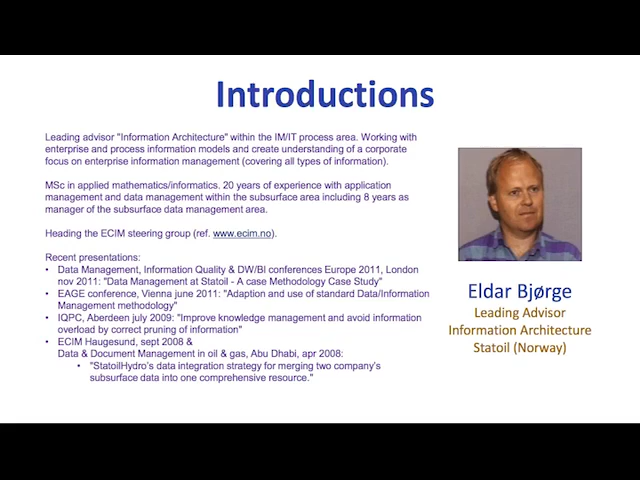 Introductions
Leading advisor "Information Architecture" within the IM/IT process area. Working with
enterprise and process information models and create understanding of a corporate
focus on enterprise information management (covering all types of information).
MSc in applied mathematics/informatics. 20 years of experience with application
management and data management within the subsurface area including 8 years as
manager of the subsurface data management area.
Heading the ECIM steering group (ref. www.ecim.no).
Recent presentations:
• Data Management, Information Quality & DW/BI conferences Europe 2011, London
nov 2011: "Data Management at Statoil - A case Methodology Case Study"
• EAGE conference, Vienna june 2011: "Adaption and use of standard Data/Information
Management methodology"
• IQPC, Aberdeen july 2009: "Improve knowledge management and avoid information
overload by correct pruning of information"
• ECIM Haugesund, sept 2008 &
Data & Document Management in oil & gas, Abu Dhabi, apr 2008:
• "StatoilHydro's data integration strategy for merging two company's
subsurface data into one comprehensive resource."
Eldar Bjørge
Leading Advisor
Information Architecture
Statoil (Norway)